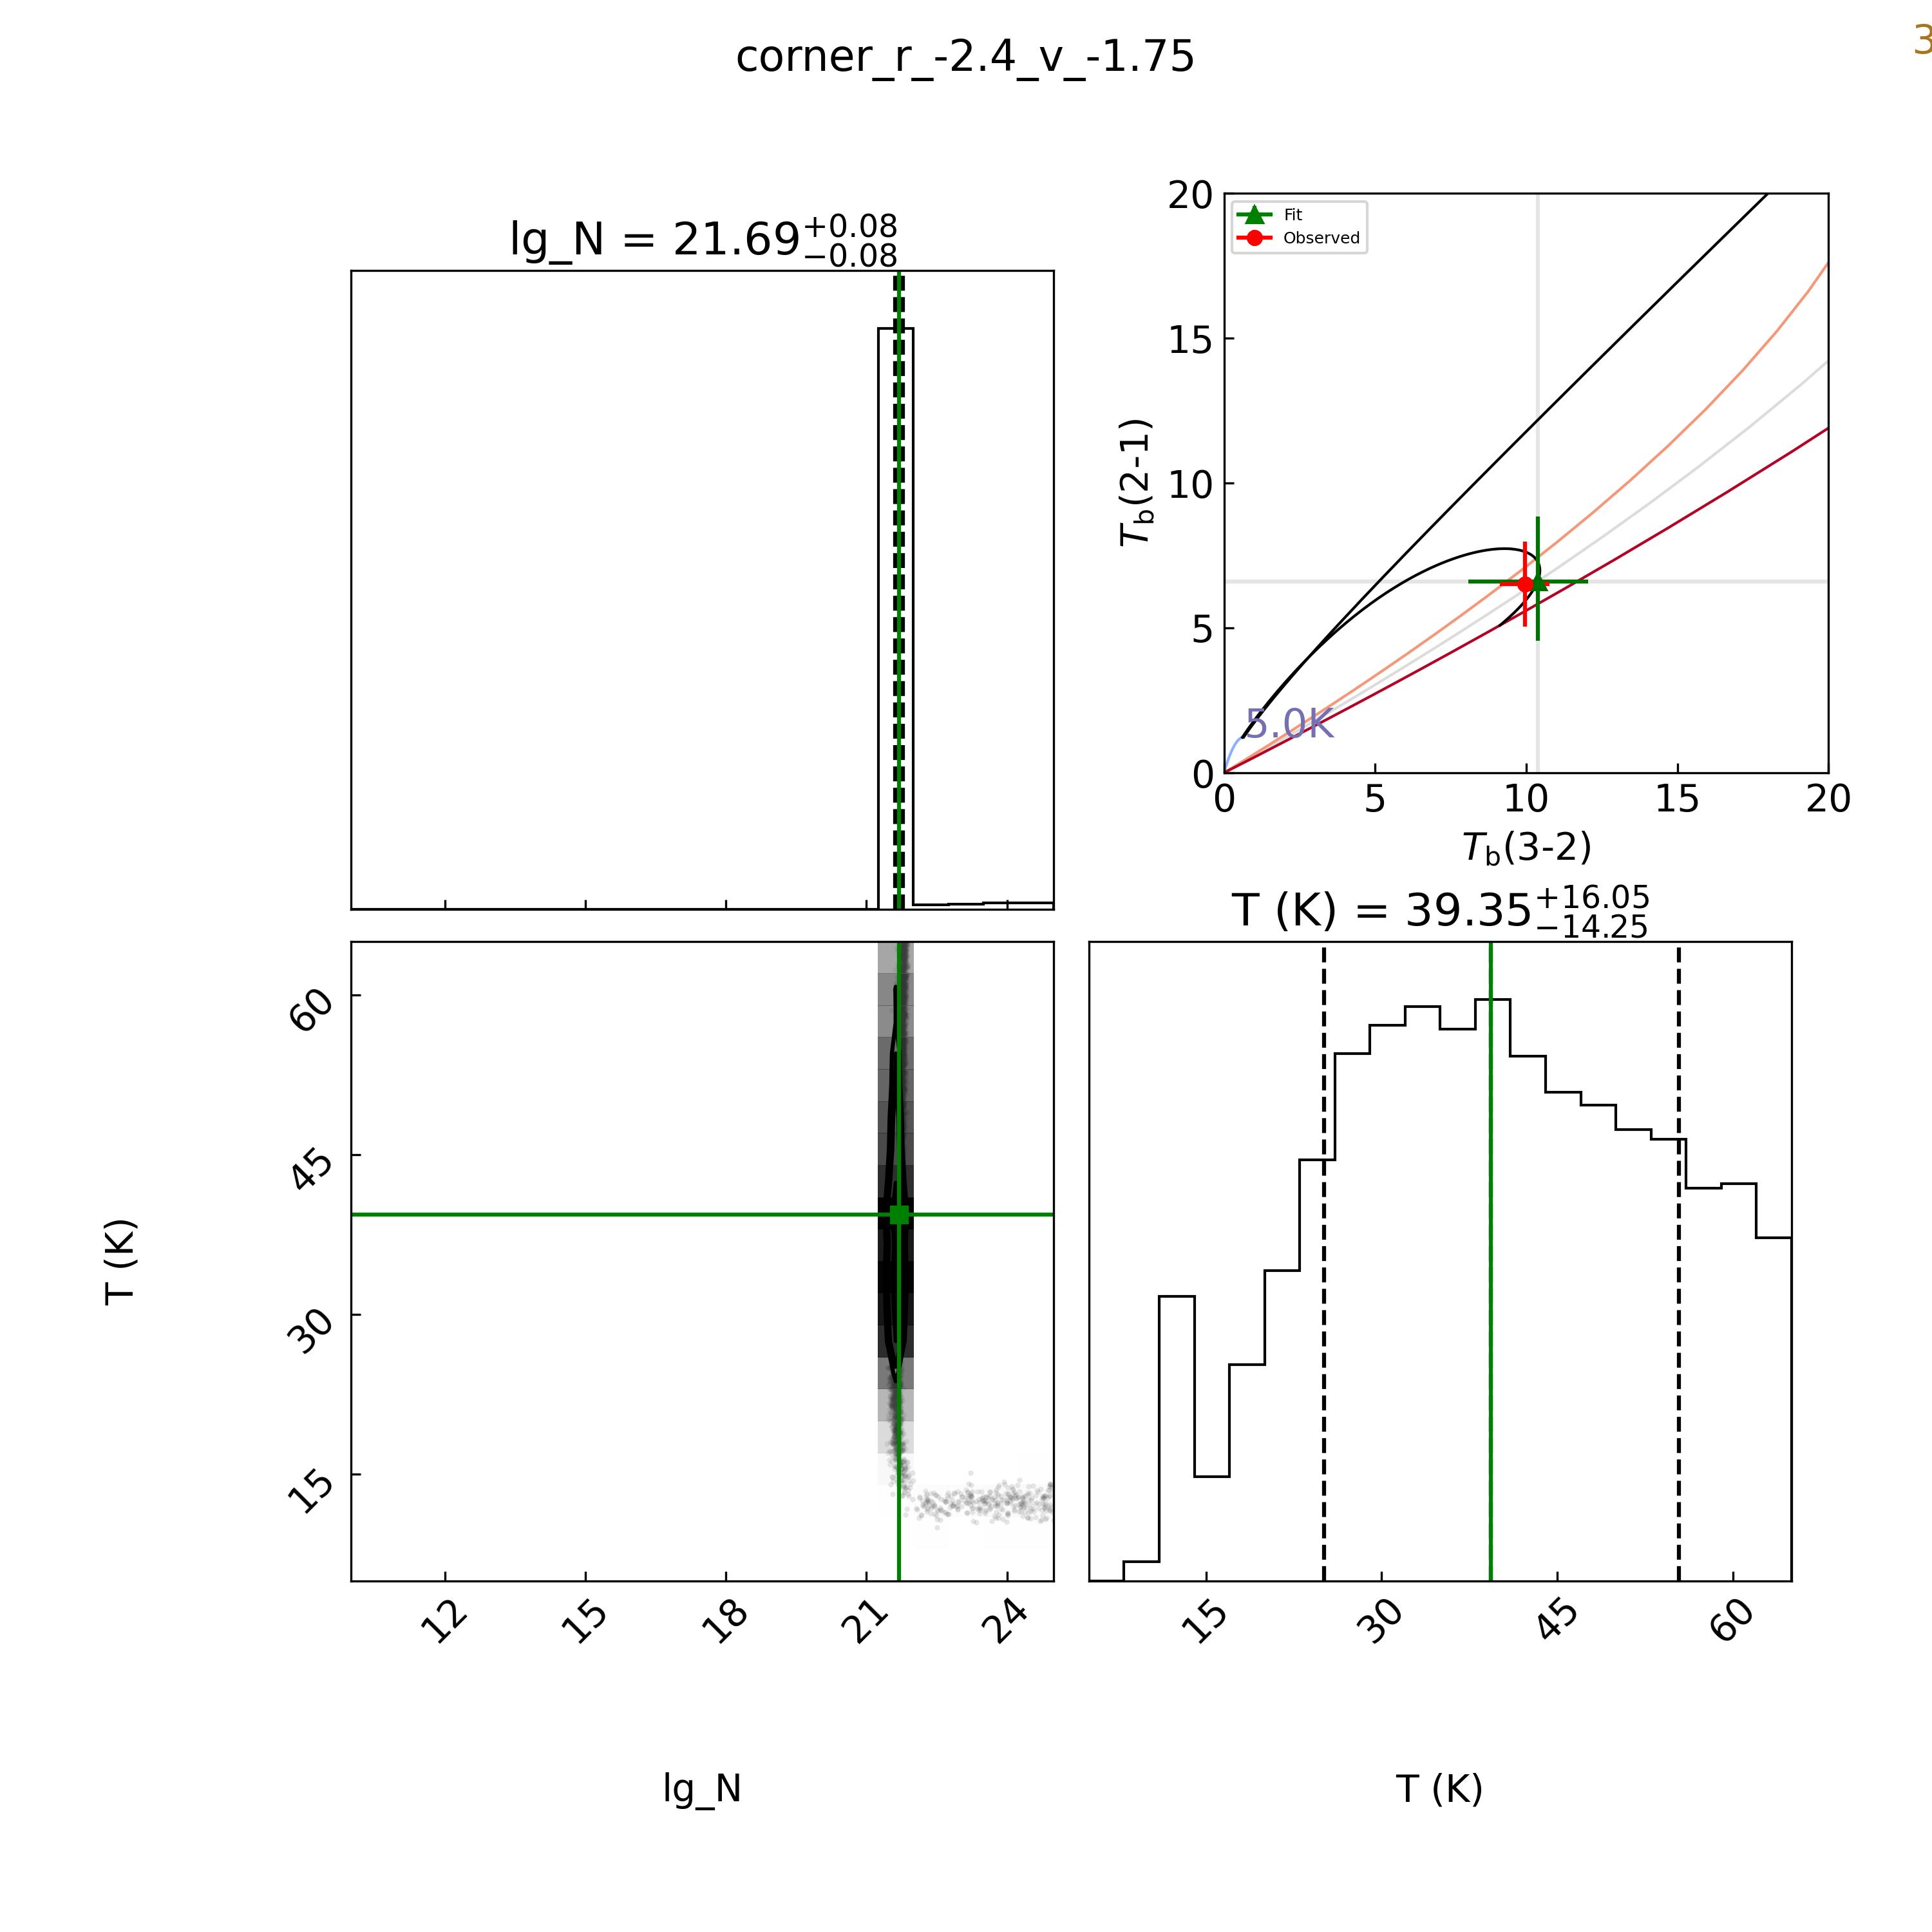 corner_r_-2.4_v_-1.75
3
lg_N = 21.69+0.08 −0.08
20
15
10
5
0
Tb(2-1)
Fit
Observed
5.0K
0 5 10 15 20
Tb(3-2)
T (K) = 39.35+16.05 −14.25
60
45
30
15
T (K)
12 15 18 21 24
lg_N
15 30 45 60
T (K)